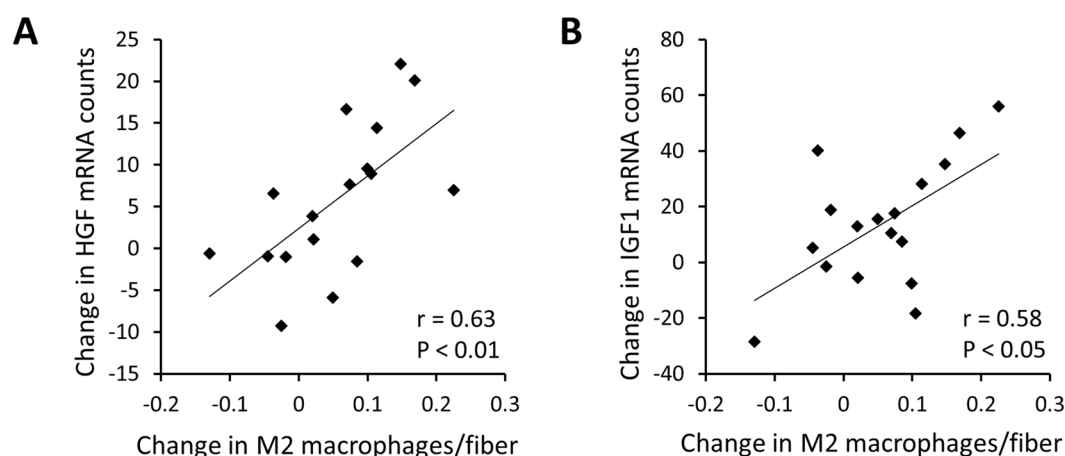 A
Change in HGF mRNA counts
25
20
15
10
5
0
-5
-10
-15
-0.2 -0.1 0 0.1 0.2 0.3
r = 0.63
P < 0.01
Change in M2 macrophages/fiber
B
Change in IGF1 mRNA counts
80
60
40
20
0
-20
-40
-0.2 -0.1 0 0.1 0.2 0.3
r = 0.58
P < 0.05
Change in M2 macrophages/fiber